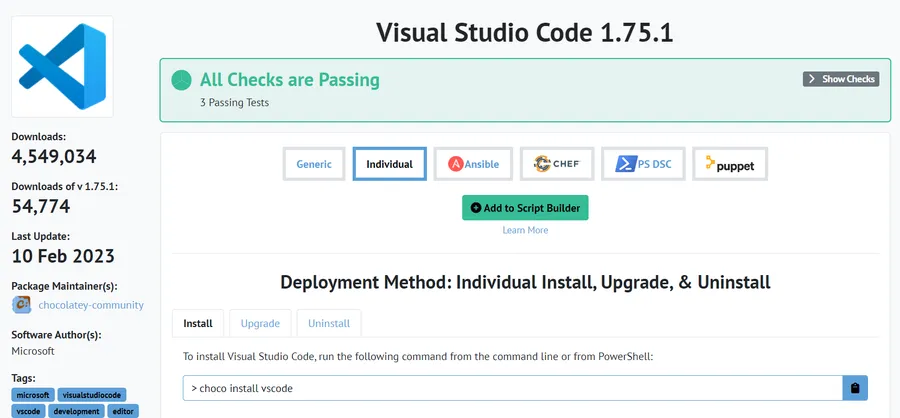 Visual Studio Code 1.75.1
All Checks are Passing
Show Checks
3 Passing Tests
Downloads:
4,549,034
Downloads of v 1.75.1:
54,774
Last Update:
10 Feb 2023
Package Maintainer(s):
chocolatey-community
Software Author(s):
Microsoft
Tags:
microsoft visualstudiocode
vscode development editor
Generic Individual Ansible CHEF PS DSC puppet
Add to Script Builder
Learn More
Deployment Method: Individual Install, Upgrade, & Uninstall
Install Upgrade Uninstall
To install Visual Studio Code, run the following command from the command line or from PowerShell:
> choco install vscode